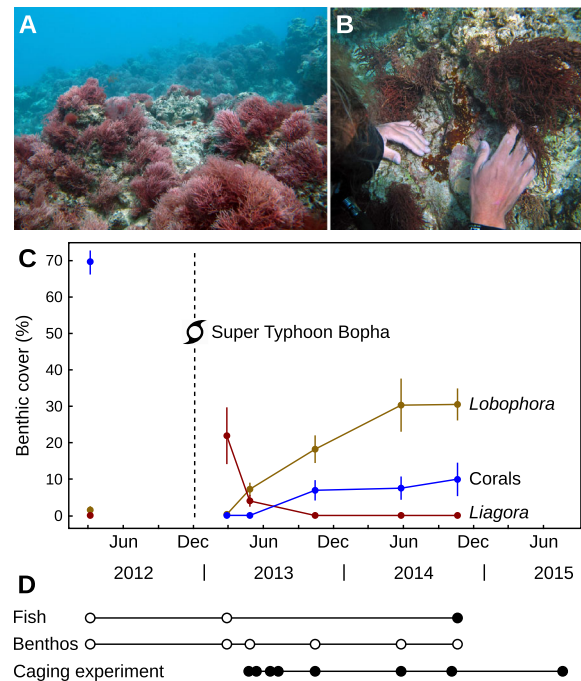 A
B
C
Benthic cover (%)
70
60
50
40
30
20
10
0
Super Typhoon Bopha
Lobophora
Corals
Liagora
Jun Dec Jun Dec Jun Dec Jun
2012 | 2013 | 2014 | 2015
D
Fish
Benthos
Caging experiment